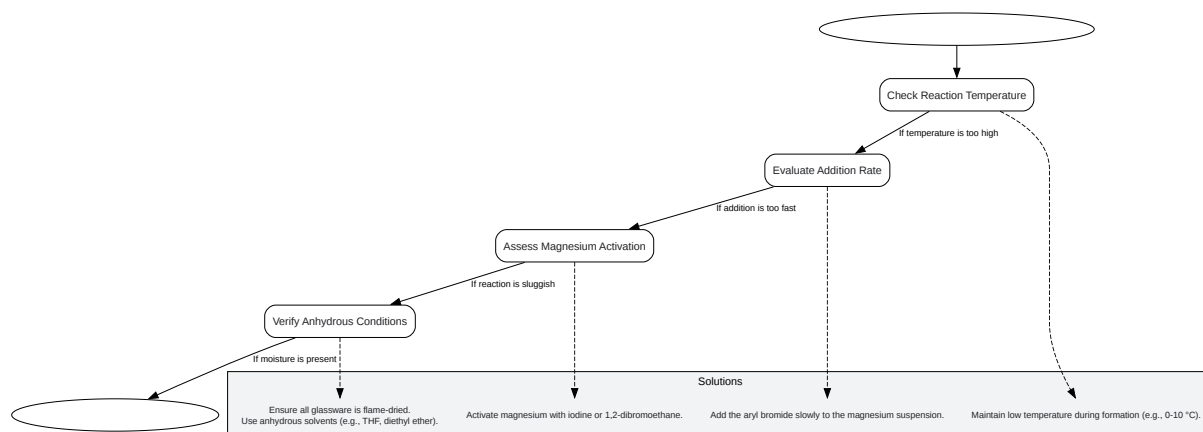 Check Reaction Temperature
If temperature is too high
Evaluate Addition Rate
If addition is too fast
Assess Magnesium Activation
If reaction is sluggish
Verify Anhydrous Conditions
If moisture is present
Solutions
Ensure all glassware is flame-dried.
Use anhydrous solvents (e.g., THF, diethyl ether).
Activate magnesium with iodine or 1,2-dibromoethane.
Add the aryl bromide slowly to the magnesium suspension.
Maintain low temperature during formation (e.g., 0-10 °C).